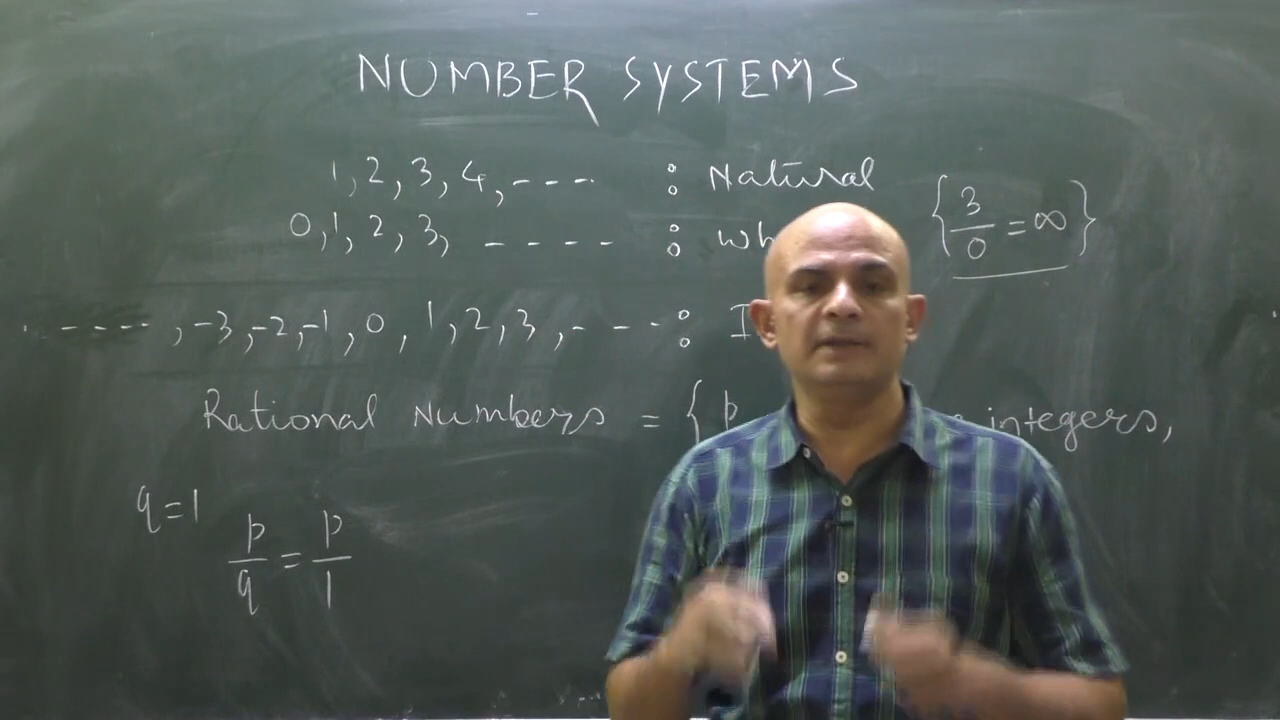 NUMBER SYSTEMS
1, 2, 3, 4, ---- : Natural
{3/0 = ∞}
0, 1, 2, 3, ---- :
----, -3, -2, -1, 0, 1, 2, 3, ---- :
Rational Numbers = { p integers,
q=1
p/q = p/1